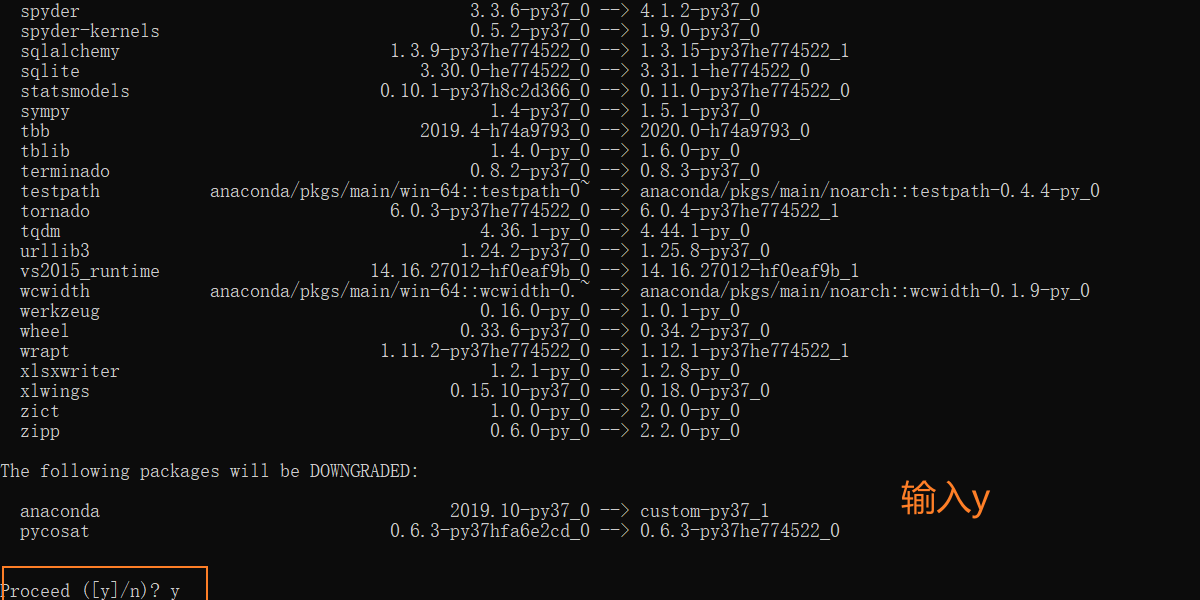 spyder 3.3.6-py37_0 --> 4.1.2-py37_0
spyder-kernels 0.5.2-py37_0 --> 1.9.0-py37_0
sqlalchemy 1.3.9-py37he774522_0 --> 1.3.15-py37he774522_1
sqlite 3.30.0-he774522_0 --> 3.31.1-he774522_0
statsmodels 0.10.1-py37h8c2d366_0 --> 0.11.0-py37he774522_0
sympy 1.4-py37_0 --> 1.5.1-py37_0
tbb 2019.4-h74a9793_0 --> 2020.0-h74a9793_0
tblib 1.4.0-py_0 --> 1.6.0-py_0
terminado 0.8.2-py37_0 --> 0.8.3-py37_0
testpath anaconda/pkgs/main/win-64::testpath-0~ --> anaconda/pkgs/main/noarch::testpath-0.4.4-py_0
tornado 6.0.3-py37he774522_0 --> 6.0.4-py37he774522_1
tqdm 4.36.1-py_0 --> 4.44.1-py_0
urllib3 1.24.2-py37_0 --> 1.25.8-py37_0
vs2015_runtime 14.16.27012-hf0eaf9b_0 --> 14.16.27012-hf0eaf9b_1
wcwidth anaconda/pkgs/main/win-64::wcwidth-0.~ --> anaconda/pkgs/main/noarch::wcwidth-0.1.9-py_0
werkzeug 0.16.0-py_0 --> 1.0.1-py_0
wheel 0.33.6-py37_0 --> 0.34.2-py37_0
wrapt 1.11.2-py37he774522_0 --> 1.12.1-py37he774522_1
xlsxwriter 1.2.1-py_0 --> 1.2.8-py_0
xlwings 0.15.10-py37_0 --> 0.18.0-py37_0
zict 1.0.0-py_0 --> 2.0.0-py_0
zipp 0.6.0-py_0 --> 2.2.0-py_0
The following packages will be DOWNGRADED:
输入y
anaconda 2019.10-py37_0 --> custom-py37_1
pycosat 0.6.3-py37hfa6e2cd_0 --> 0.6.3-py37he774522_0
Proceed ([y]/n)? y